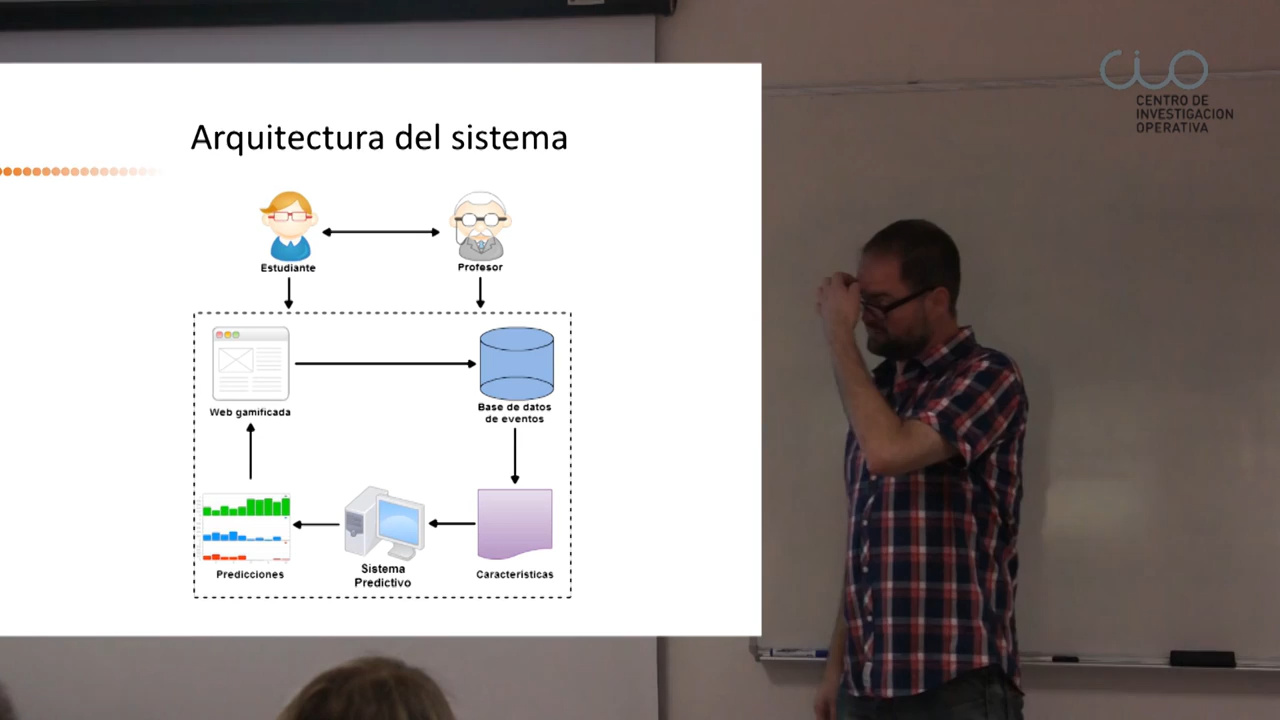 CIO
CENTRO DE
INVESTIGACION
OPERATIVA
Arquitectura del sistema
Estudiante
Profesor
Web gamificada
Base de datos
de eventos
Predicciones
Sistema
Predictivo
Caracteristicas